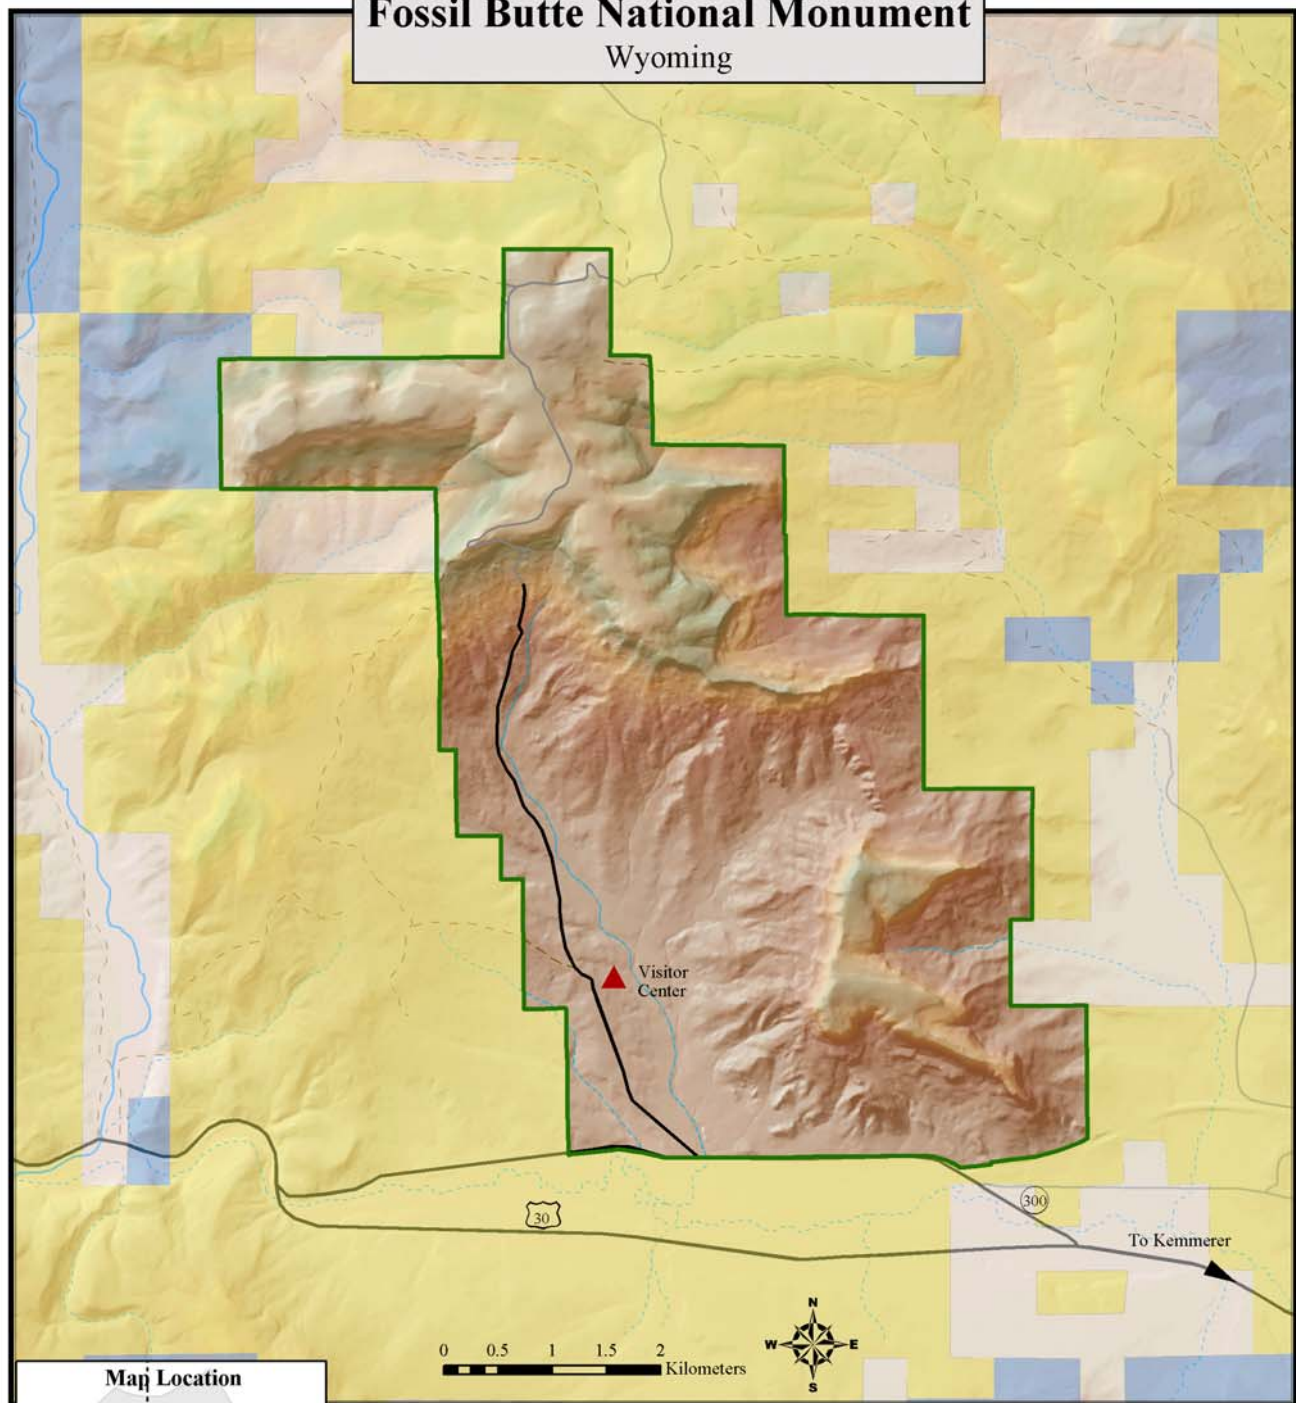 Fossil Butte National Monument
Wyoming
Visitor
Center
30
300
To Kemmerer
N
W E
S
0 0.5 1 1.5 2
Kilometers
Map Location